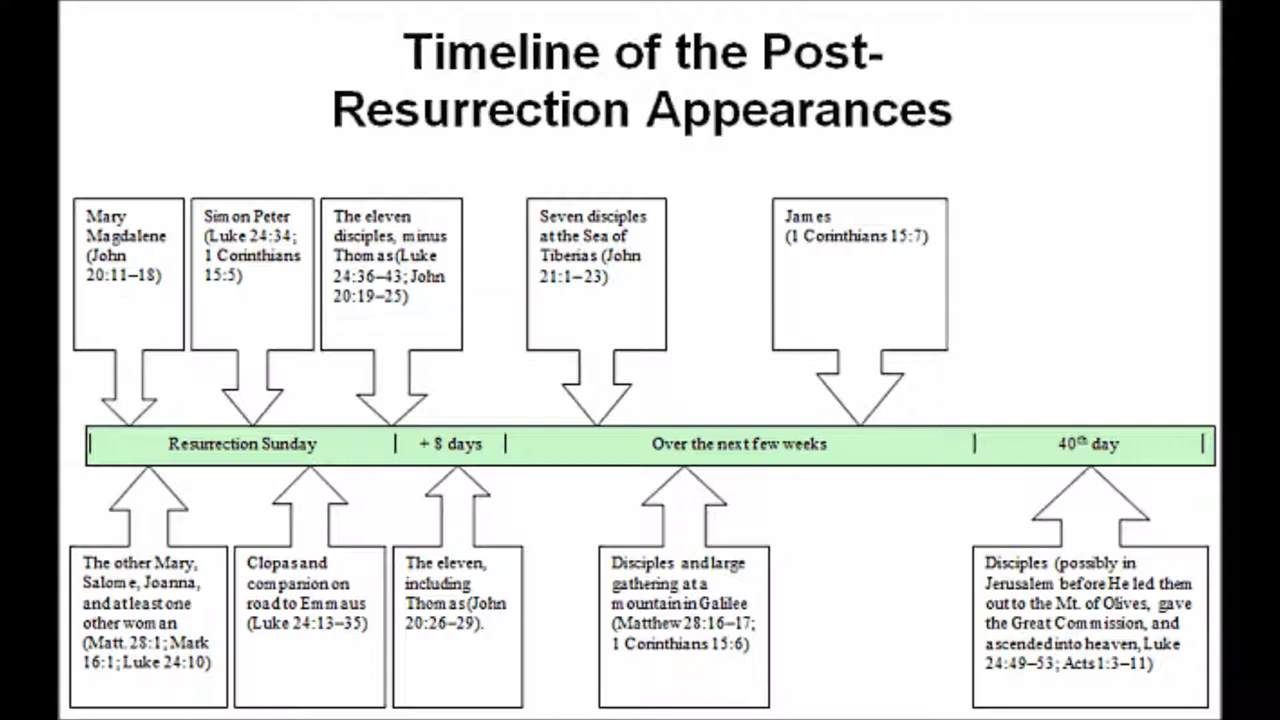 Timeline of the Post-
Resurrection Appearances
Mary
Magdalene
(John
20:11–18)
Simon Peter
(Luke 24:34;
1 Corinthians
15:5)
The eleven
disciples, minus
Thomas (Luke
24:36–43; John
20:19–25)
Seven disciples
at the Sea of
Tiberias (John
21:1–23)
James
(1 Corinthians 15:7)
Resurrection Sunday
+ 8 days
Over the next few weeks
40th day
The other Mary,
Salome, Joanna,
and at least one
other woman
(Matt. 28:1; Mark
16:1; Luke 24:10)
Clopas and
companion on
road to Emmaus
(Luke 24:13–35)
The eleven,
including
Thomas (John
20:26–29).
Disciples and large
gathering at a
mountain in Galilee
(Matthew 28:16–17;
1 Corinthians 15:6)
Disciples (possibly in
Jerusalem before He led them
out to the Mt. of Olives, gave
the Great Commission, and
ascended into heaven, Luke
24:49–53; Acts 1:3–11)